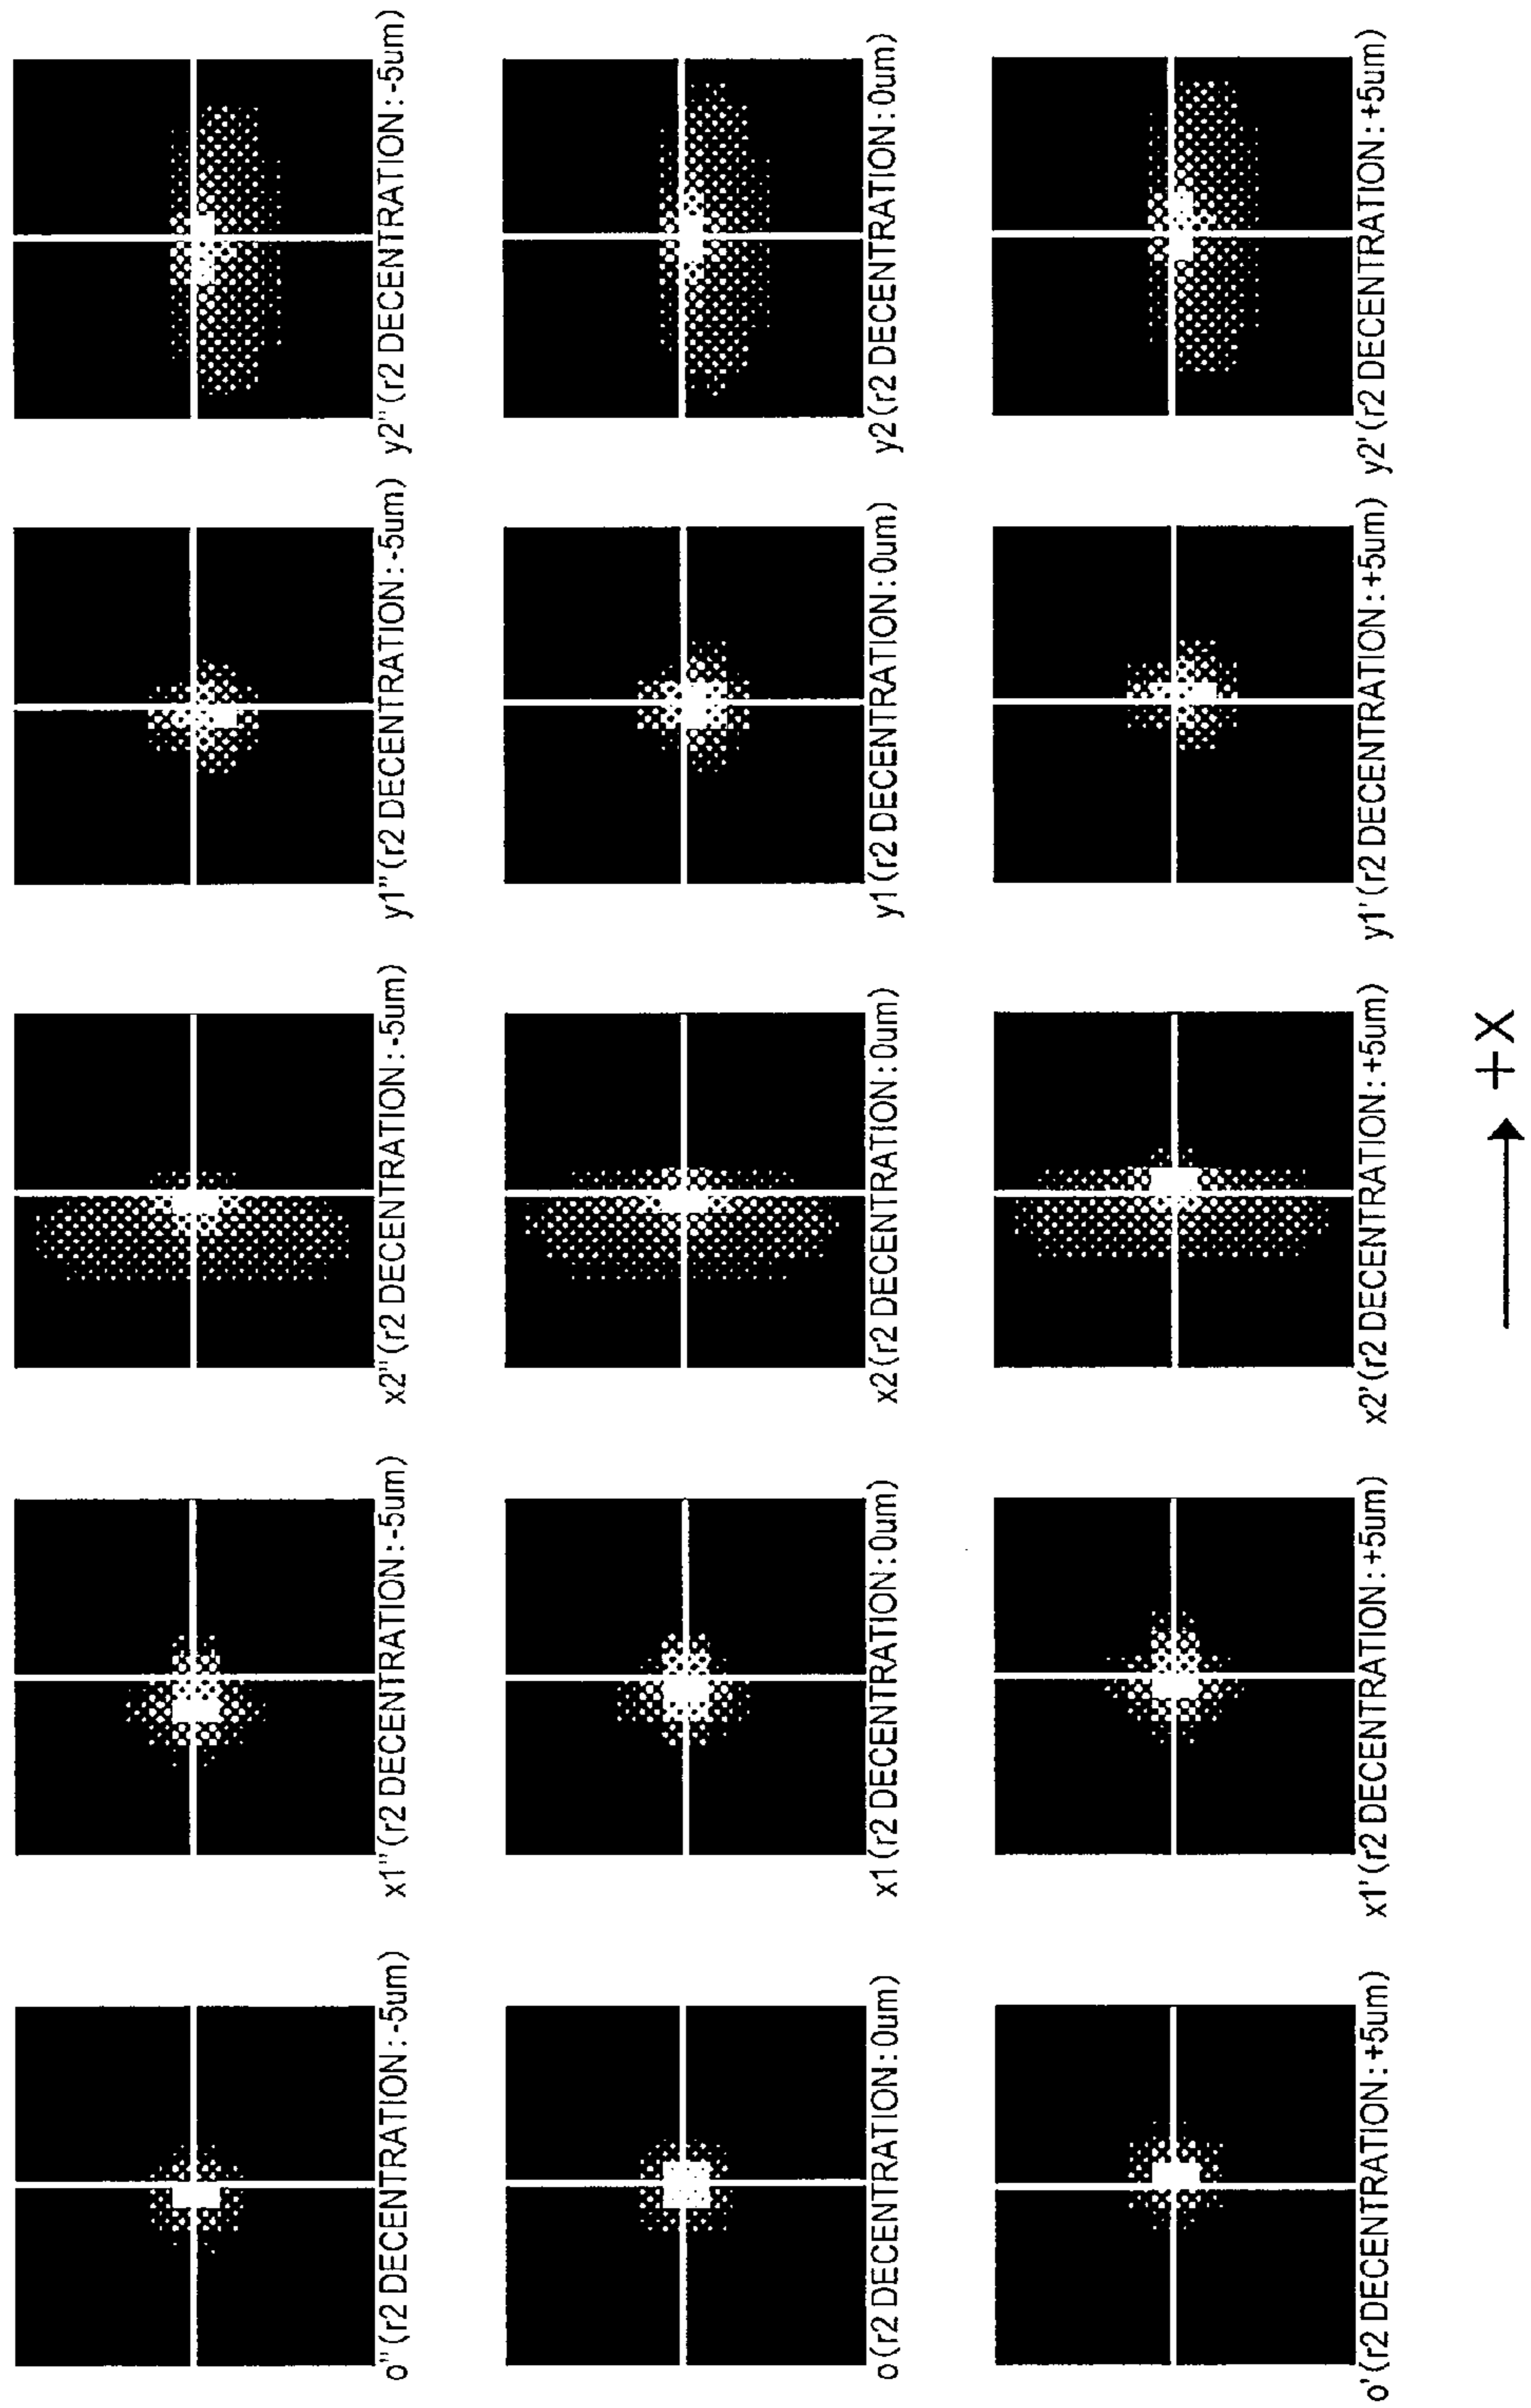 y2"(r2 DECENTRATION:-5um)
y2(r2 DECENTRATION:0um)
y2'(r2 DECENTRATION:+5um)
y1"(r2 DECENTRATION:-5um)
y1(r2 DECENTRATION:0um)
y1'(r2 DECENTRATION:+5um)
x2"(r2 DECENTRATION:-5um)
x2(r2 DECENTRATION:0um)
x2'(r2 DECENTRATION:+5um)
x1"(r2 DECENTRATION:-5um)
x1(r2 DECENTRATION:0um)
x1'(r2 DECENTRATION:+5um)
o"(r2 DECENTRATION:-5um)
o(r2 DECENTRATION:0um)
o'(r2 DECENTRATION:+5um)
+X